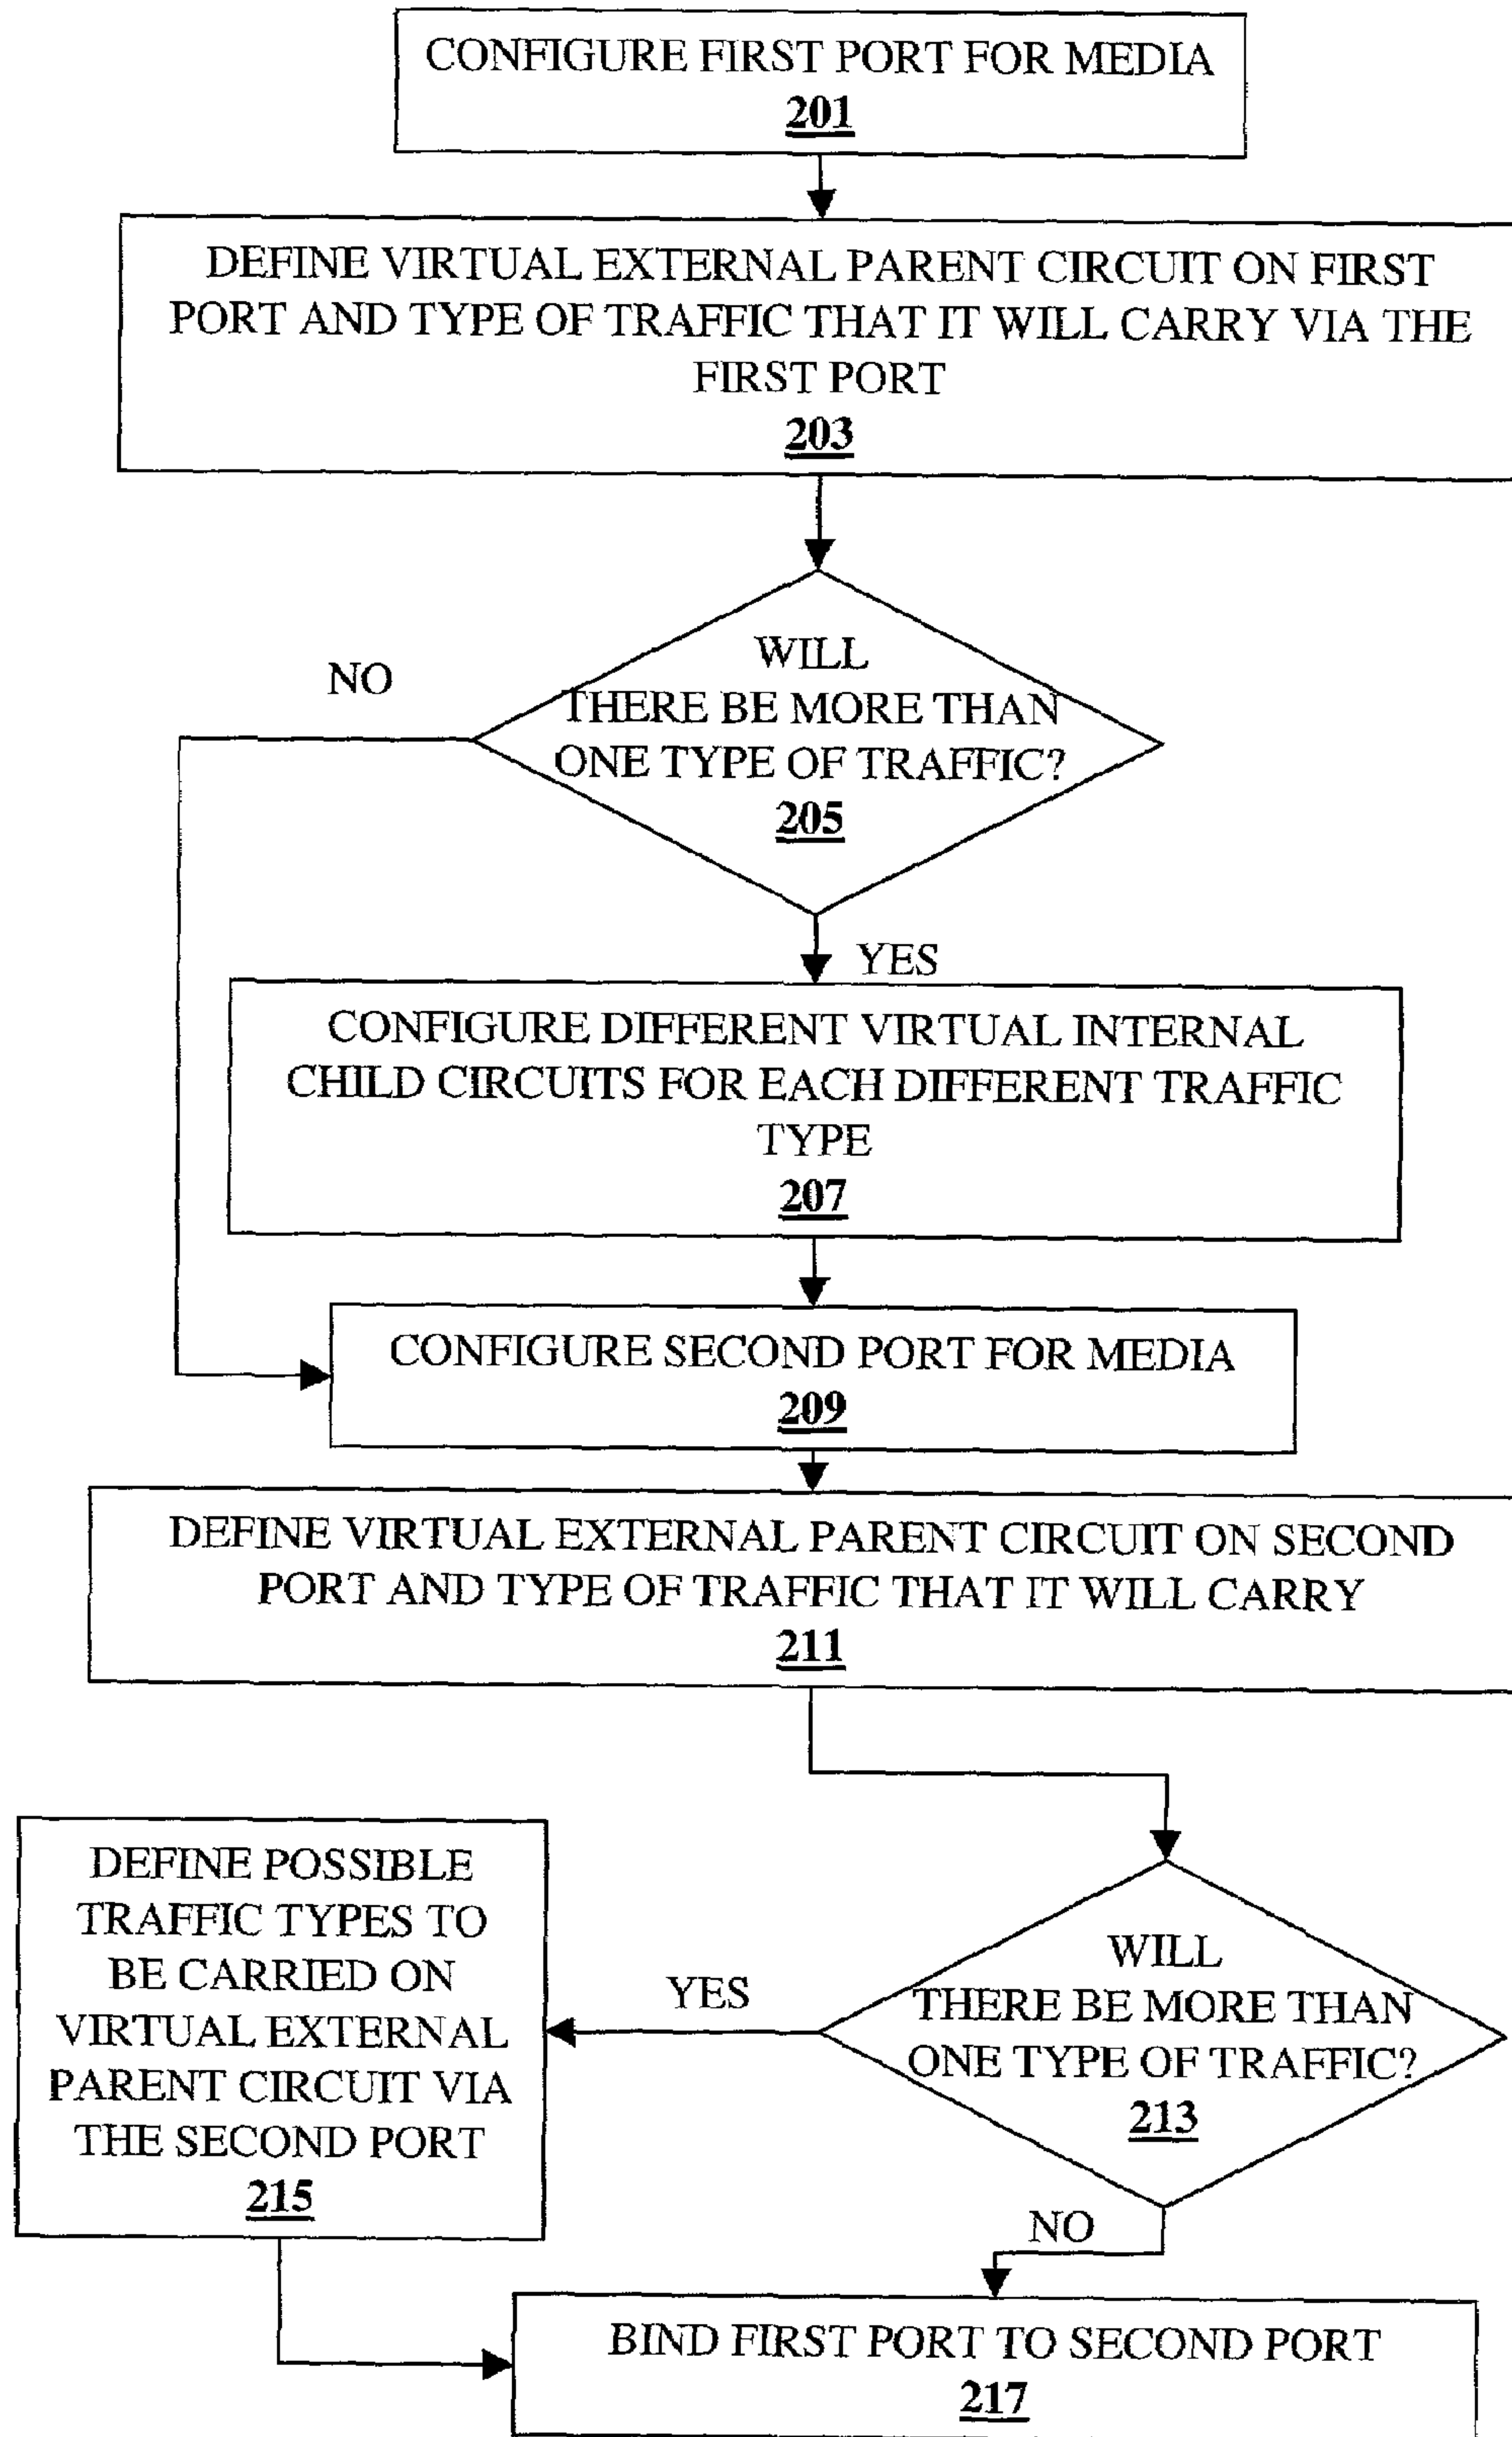 CONFIGURE FIRST PORT FOR MEDIA
201
DEFINE VIRTUAL EXTERNAL PARENT CIRCUIT ON FIRST
PORT AND TYPE OF TRAFFIC THAT IT WILL CARRY VIA THE
FIRST PORT
203
WILL
THERE BE MORE THAN
ONE TYPE OF TRAFFIC?
205
NO
YES
CONFIGURE DIFFERENT VIRTUAL INTERNAL
CHILD CIRCUITS FOR EACH DIFFERENT TRAFFIC
TYPE
207
CONFIGURE SECOND PORT FOR MEDIA
209
DEFINE VIRTUAL EXTERNAL PARENT CIRCUIT ON SECOND
PORT AND TYPE OF TRAFFIC THAT IT WILL CARRY
211
WILL
THERE BE MORE THAN
ONE TYPE OF TRAFFIC?
213
YES
DEFINE POSSIBLE
TRAFFIC TYPES TO
BE CARRIED ON
VIRTUAL EXTERNAL
PARENT CIRCUIT VIA
THE SECOND PORT
215
NO
BIND FIRST PORT TO SECOND PORT
217